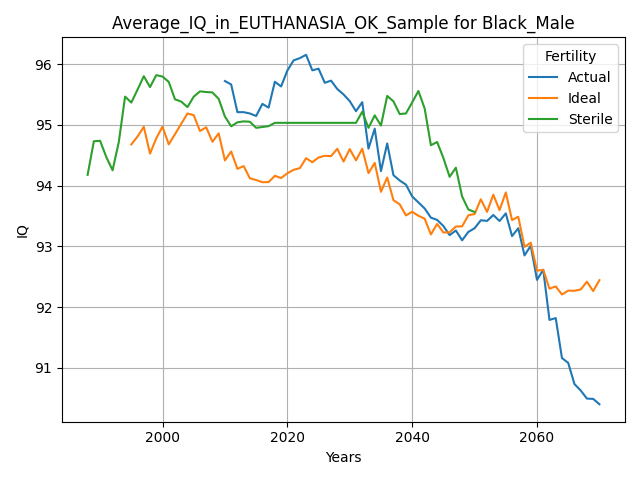 Average_IQ_in_EUTHANASIA_OK_Sample for Black_Male
Fertility
Actual
Ideal
Sterile
IQ
96
95
94
93
92
91
2000
2020
2040
2060
Years